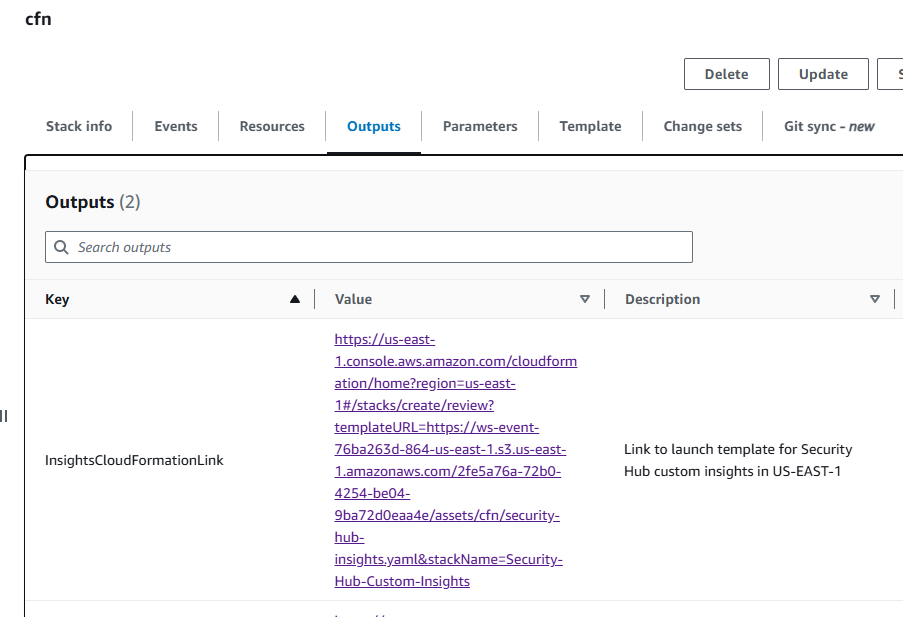 cfn
Delete
Update
Stack info
Events
Resources
Outputs
Parameters
Template
Change sets
Git sync - new
Outputs (2)
Search outputs
Key
Value
Description
InsightsCloudFormationLink
https://us-east-
1.console.aws.amazon.com/cloudform
ation/home?region=us-east-
1#/stacks/create/review?
templateURL=https://ws-event-
76ba263d-864-us-east-1.s3.us-east-
1.amazonaws.com/2fe5a76a-72b0-
4254-be04-
9ba72d0eaa4e/assets/cfn/security-
hub-
insights.yaml&stackName=Security-
Hub-Custom-Insights
Link to launch template for Security
Hub custom insights in US-EAST-1